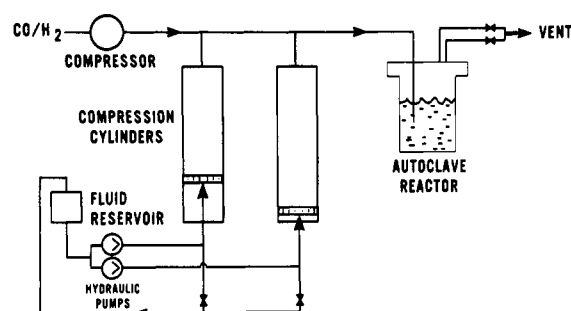 CO/H2
COMPRESSOR
VENT
COMPRESSION
CYLINDERS
AUTOCLAVE
REACTOR
FLUID
RESERVOIR
HYDRAULIC
PUMPS